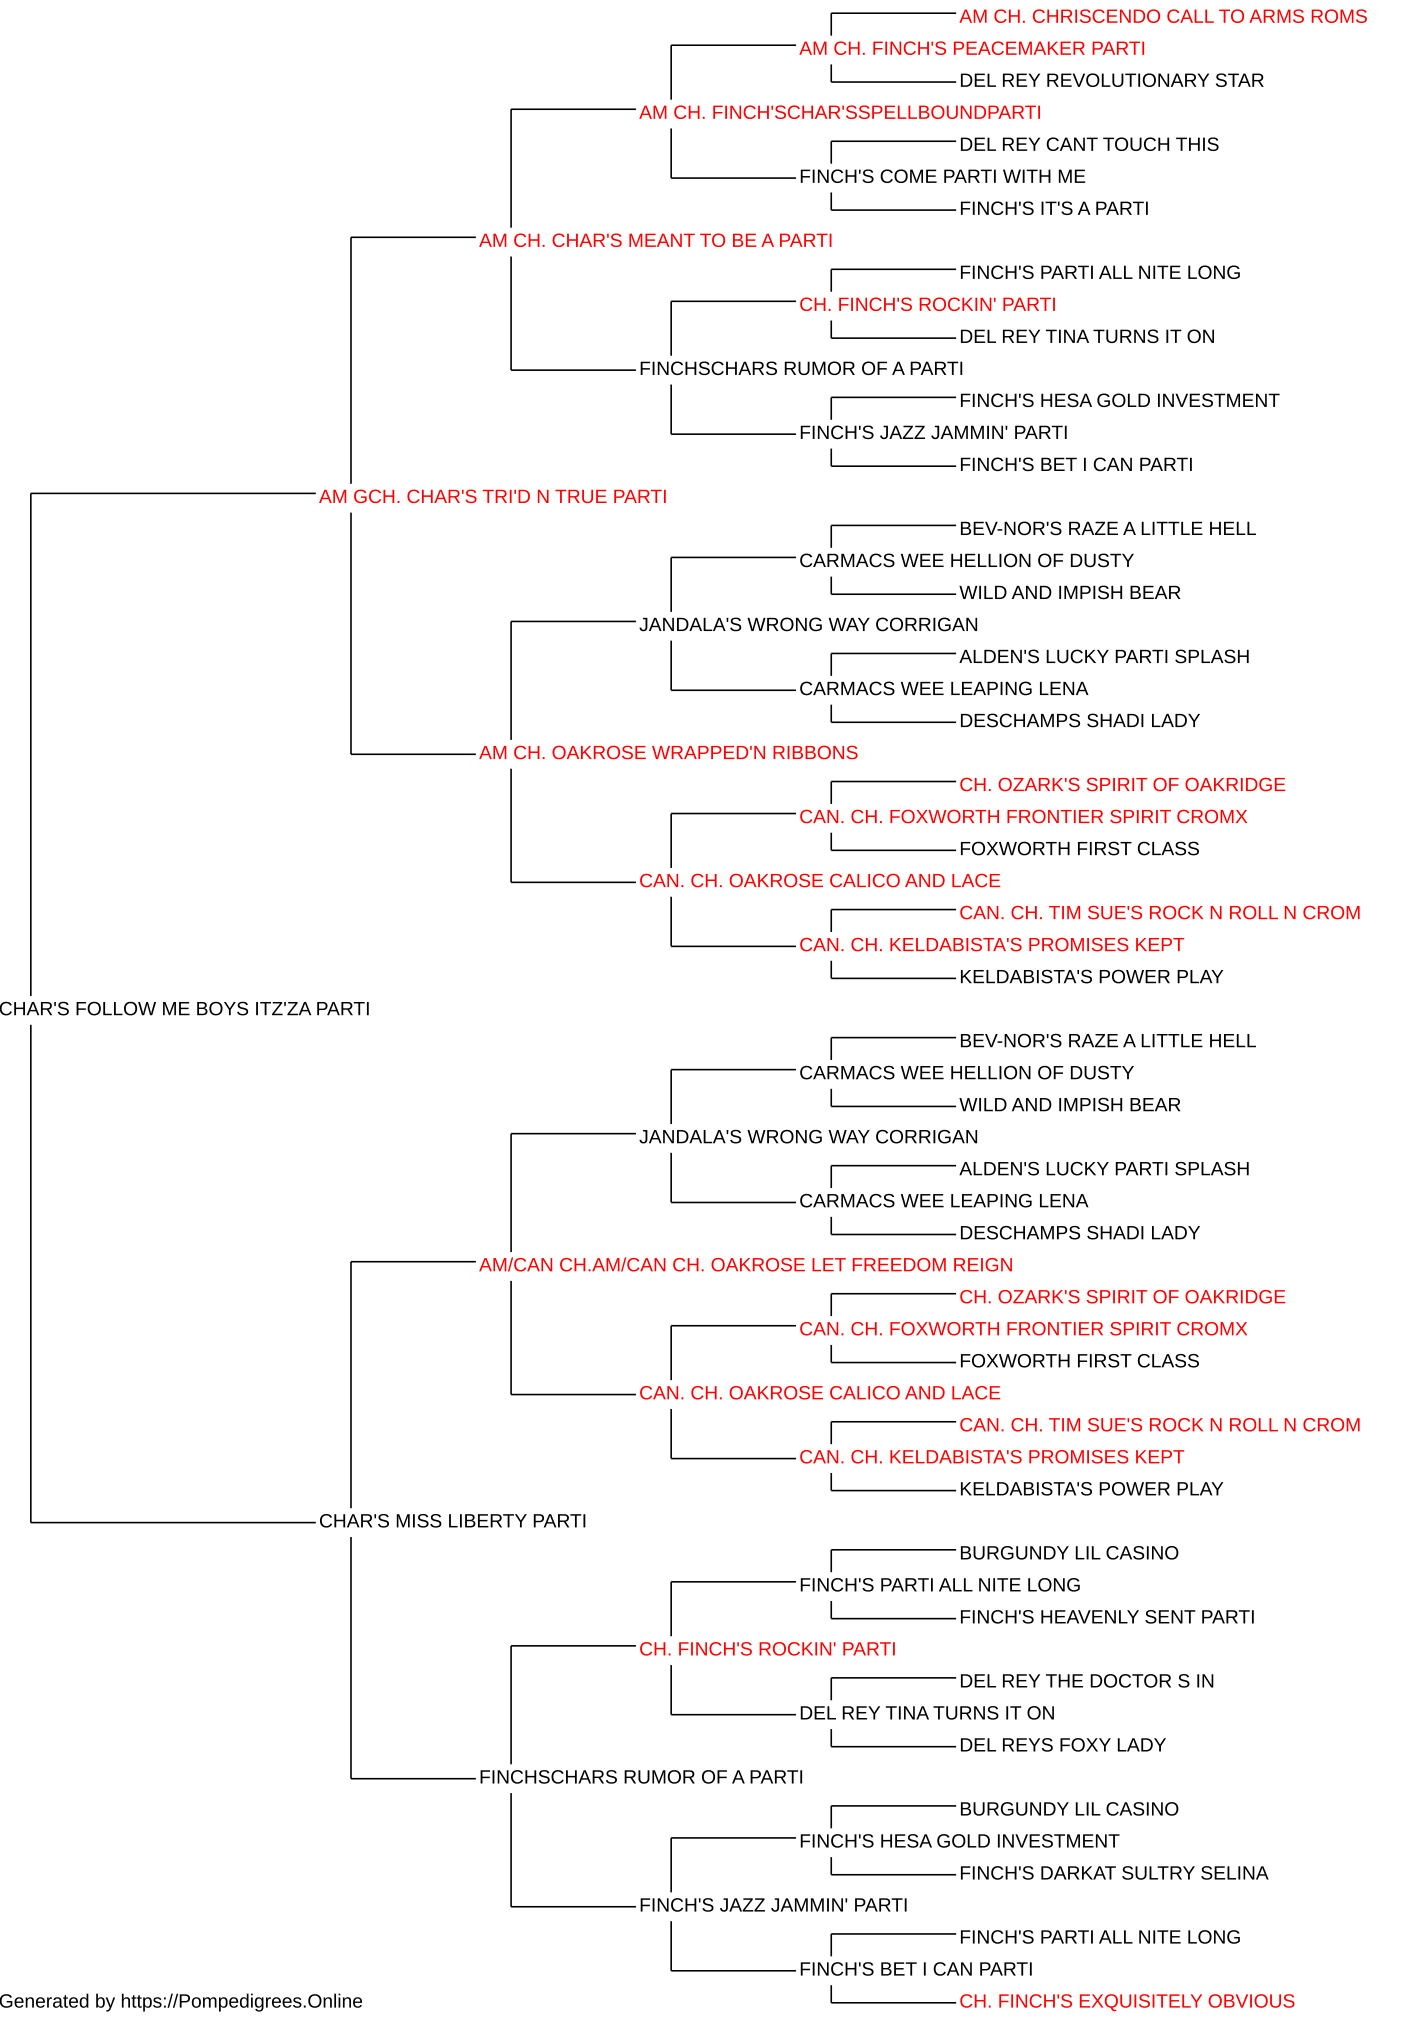 AM CH. CHRISCENDO CALL TO ARMS ROMS
AM CH. FINCH'S PEACEMAKER PARTI
DEL REY REVOLUTIONARY STAR
AM CH. FINCH'SCHAR'SSPELLBOUNDPARTI
DEL REY CANT TOUCH THIS
FINCH'S COME PARTI WITH ME
FINCH'S IT'S A PARTI
AM CH. CHAR'S MEANT TO BE A PARTI
FINCH'S PARTI ALL NITE LONG
CH. FINCH'S ROCKIN' PARTI
DEL REY TINA TURNS IT ON
FINCHSCHARS RUMOR OF A PARTI
FINCH'S HESA GOLD INVESTMENT
FINCH'S JAZZ JAMMIN' PARTI
FINCH'S BET I CAN PARTI
AM GCH. CHAR'S TRI'D N TRUE PARTI
BEV-NOR'S RAZE A LITTLE HELL
CARMACS WEE HELLION OF DUSTY
WILD AND IMPISH BEAR
JANDALA'S WRONG WAY CORRIGAN
ALDEN'S LUCKY PARTI SPLASH
CARMACS WEE LEAPING LENA
DESCHAMPS SHADI LADY
AM CH. OAKROSE WRAPPED'N RIBBONS
CH. OZARK'S SPIRIT OF OAKRIDGE
CAN. CH. FOXWORTH FRONTIER SPIRIT CROMX
FOXWORTH FIRST CLASS
CAN. CH. OAKROSE CALICO AND LACE
CAN. CH. TIM SUE'S ROCK N ROLL N CROM
CAN. CH. KELDABISTA'S PROMISES KEPT
KELDABISTA'S POWER PLAY
CHAR'S FOLLOW ME BOYS ITZ'ZA PARTI
BEV-NOR'S RAZE A LITTLE HELL
CARMACS WEE HELLION OF DUSTY
WILD AND IMPISH BEAR
JANDALA'S WRONG WAY CORRIGAN
ALDEN'S LUCKY PARTI SPLASH
CARMACS WEE LEAPING LENA
DESCHAMPS SHADI LADY
AM/CAN CH.AM/CAN CH. OAKROSE LET FREEDOM REIGN
CH. OZARK'S SPIRIT OF OAKRIDGE
CAN. CH. FOXWORTH FRONTIER SPIRIT CROMX
FOXWORTH FIRST CLASS
CAN. CH. OAKROSE CALICO AND LACE
CAN. CH. TIM SUE'S ROCK N ROLL N CROM
CAN. CH. KELDABISTA'S PROMISES KEPT
KELDABISTA'S POWER PLAY
CHAR'S MISS LIBERTY PARTI
BURGUNDY LIL CASINO
FINCH'S PARTI ALL NITE LONG
FINCH'S HEAVENLY SENT PARTI
CH. FINCH'S ROCKIN' PARTI
DEL REY THE DOCTOR S IN
DEL REY TINA TURNS IT ON
DEL REYS FOXY LADY
FINCHSCHARS RUMOR OF A PARTI
BURGUNDY LIL CASINO
FINCH'S HESA GOLD INVESTMENT
FINCH'S DARKAT SULTRY SELINA
FINCH'S JAZZ JAMMIN' PARTI
FINCH'S PARTI ALL NITE LONG
FINCH'S BET I CAN PARTI
CH. FINCH'S EXQUISITELY OBVIOUS
Generated by https://Pompedigrees.Online